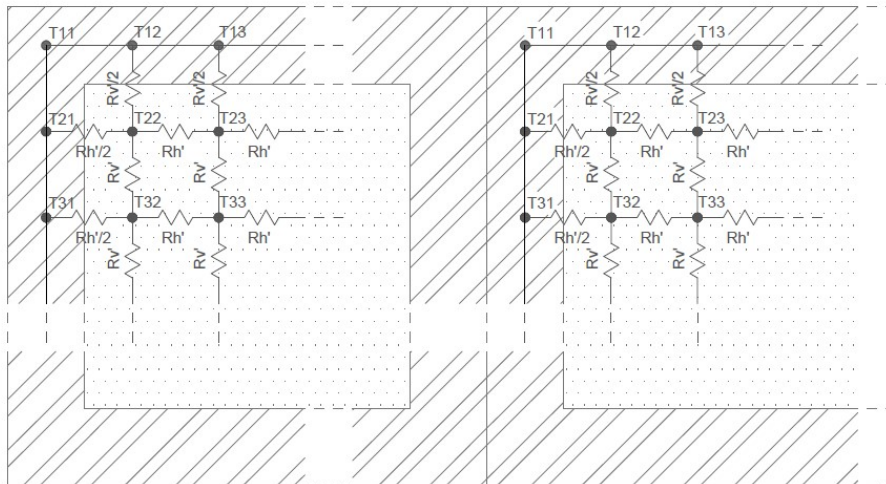 T11 T12 T13 T11 T12 T13
Rv'/2 Rv'/2 Rv'/2 Rv'/2
T21 T22 T23 T21 T22 T23
Rh'/2 Rh' Rh' Rh'/2 Rh' Rh'
Rv' Rv' Rv' Rv'
T31 T32 T33 T31 T32 T33
Rh'/2 Rh' Rh' Rh'/2 Rh' Rh'
Rv' Rv' Rv' Rv'